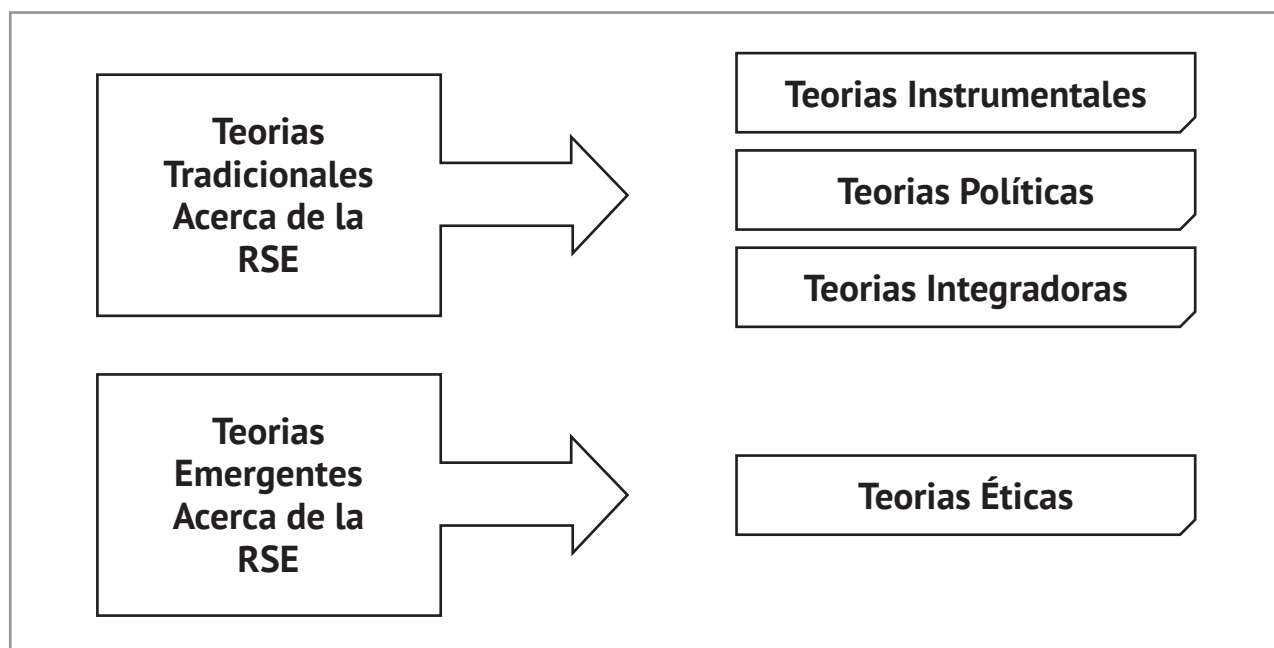 Teorias
Tradicionales
Acerca de la
RSE
Teorias Instrumentales
Teorias Políticas
Teorias Integradoras
Teorias
Emergentes
Acerca de la
RSE
Teorias Éticas